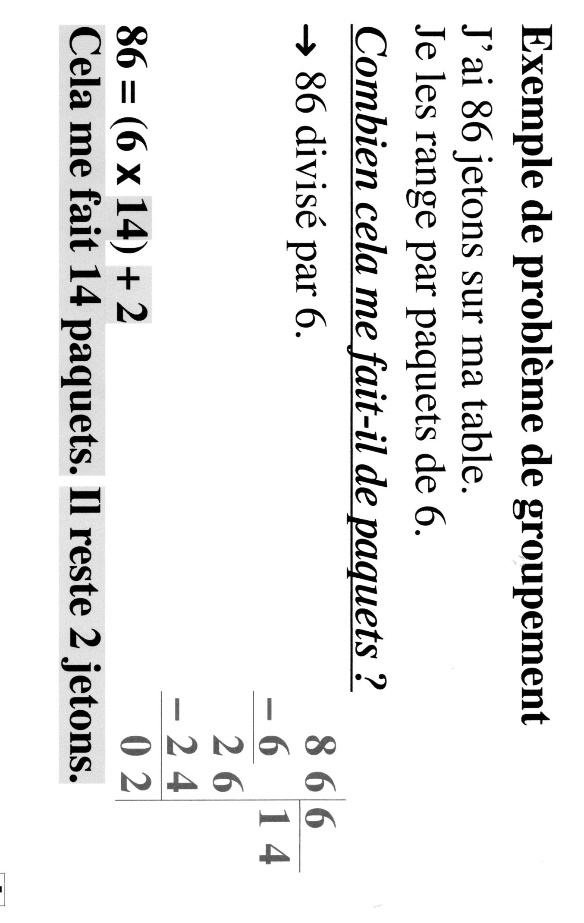 Exemple de problème de groupement
J'ai 86 jetons sur ma table.
Je les range par paquets de 6.
Combien cela me fait-il de paquets ?
→ 86 divisé par 6.
8 6 6
− 6 1 4
2 6
− 2 4
0 2
86 = (6 x 14) + 2
Cela me fait 14 paquets. Il reste 2 jetons.